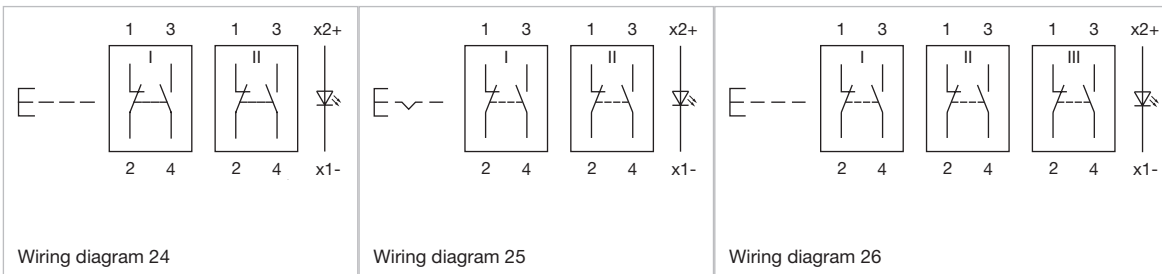 1 3 1 3 x2+
I II
2 4 2 4 x1-
Wiring diagram 24
1 3 1 3 x2+
I II
2 4 2 4 x1-
Wiring diagram 25
1 3 1 3 1 3 x2+
I II III
2 4 2 4 2 4 x1-
Wiring diagram 26